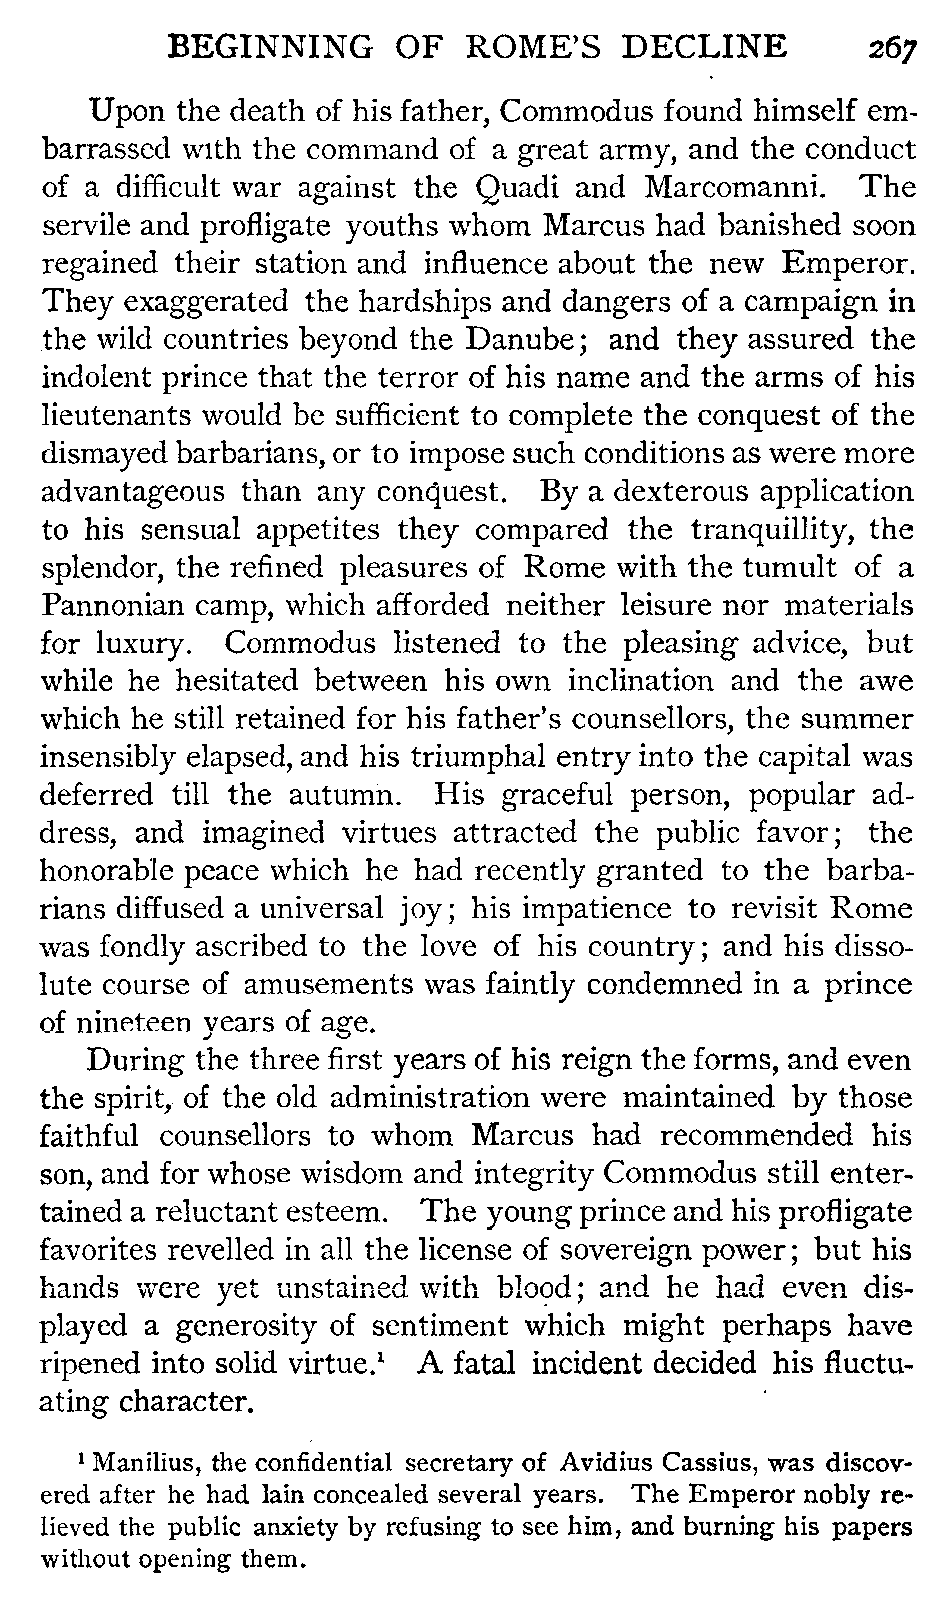 BEGINNING OF ROME'S DECLINE 267
Upon the death of his father, Commodus found himself em-
barrassed with the command of a great army, and the conduct
of a difficult war against the Quadi and Marcomanni. The
servile and profligate youths whom Marcus had banished soon
regained their station and influence about the new Emperor.
They exaggerated the hardships and dangers of a campaign in
the wild countries beyond the Danube; and they assured the
indolent prince that the terror of his name and the arms of his
lieutenants would be sufficient to complete the conquest of the
dismayed barbarians, or to impose such conditions as were more
advantageous than any conquest. By a dexterous application
to his sensual appetites they compared the tranquillity, the
splendor, the refined pleasures of Rome with the tumult of a
Pannonian camp, which afforded neither leisure nor materials
for luxury. Commodus listened to the pleasing advice, but
while he hesitated between his own inclination and the awe
which he still retained for his father's counsellors, the summer
insensibly elapsed, and his triumphal entry into the capital was
deferred till the autumn. His graceful person, popular ad-
dress, and imagined virtues attracted the public favor; the
honorable peace which he had recently granted to the barba-
rians diffused a universal joy; his impatience to revisit Rome
was fondly ascribed to the love of his country; and his disso-
lute course of amusements was faintly condemned in a prince
of nineteen years of age.
During the three first years of his reign the forms, and even
the spirit, of the old administration were maintained by those
faithful counsellors to whom Marcus had recommended his
son, and for whose wisdom and integrity Commodus still enter-
tained a reluctant esteem. The young prince and his profligate
favorites revelled in all the license of sovereign power; but his
hands were yet unstained with blood; and he had even dis-
played a generosity of sentiment which might perhaps have
ripened into solid virtue.¹ A fatal incident decided his fluctu-
ating character.
¹ Manilius, the confidential secretary of Avidius Cassius, was discov-
ered after he had lain concealed several years. The Emperor nobly re-
lieved the public anxiety by refusing to see him, and burning his papers
without opening them.